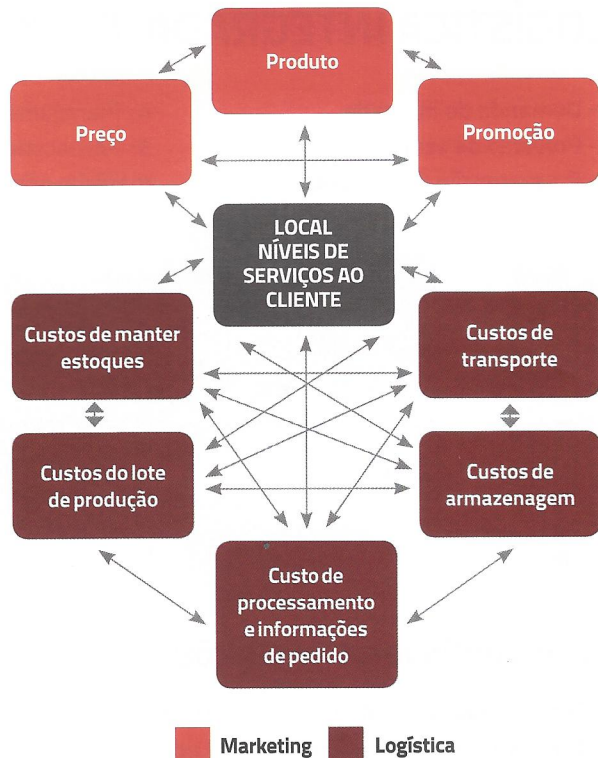 Produto
Preço
Promoção
LOCAL
NÍVEIS DE
SERVIÇOS AO
CLIENTE
Custos de manter
estoques
Custos de
transporte
Custos do lote
de produção
Custos de
armazenagem
Custo de
processamento
e informações
de pedido
Marketing
Logística